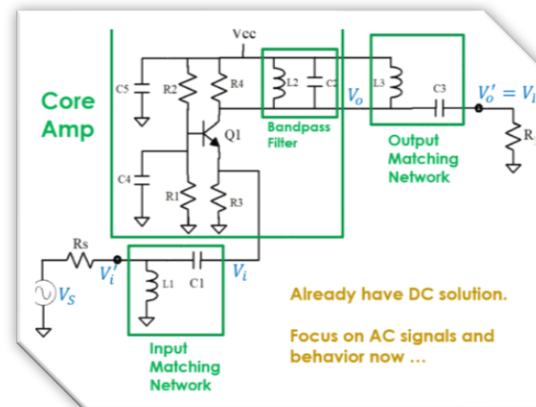 Vcc
C5
R2
R4
L2
C2
Vo
L3
C3
Vo' = V
Core
Amp
Q1
Bandpass
Filter
Output
Matching
Network
R
C4
R1
R3
Rs
Vi'
L1
C1
Vi
VS
Already have DC solution.
Input
Matching
Network
Focus on AC signals and
behavior now ...